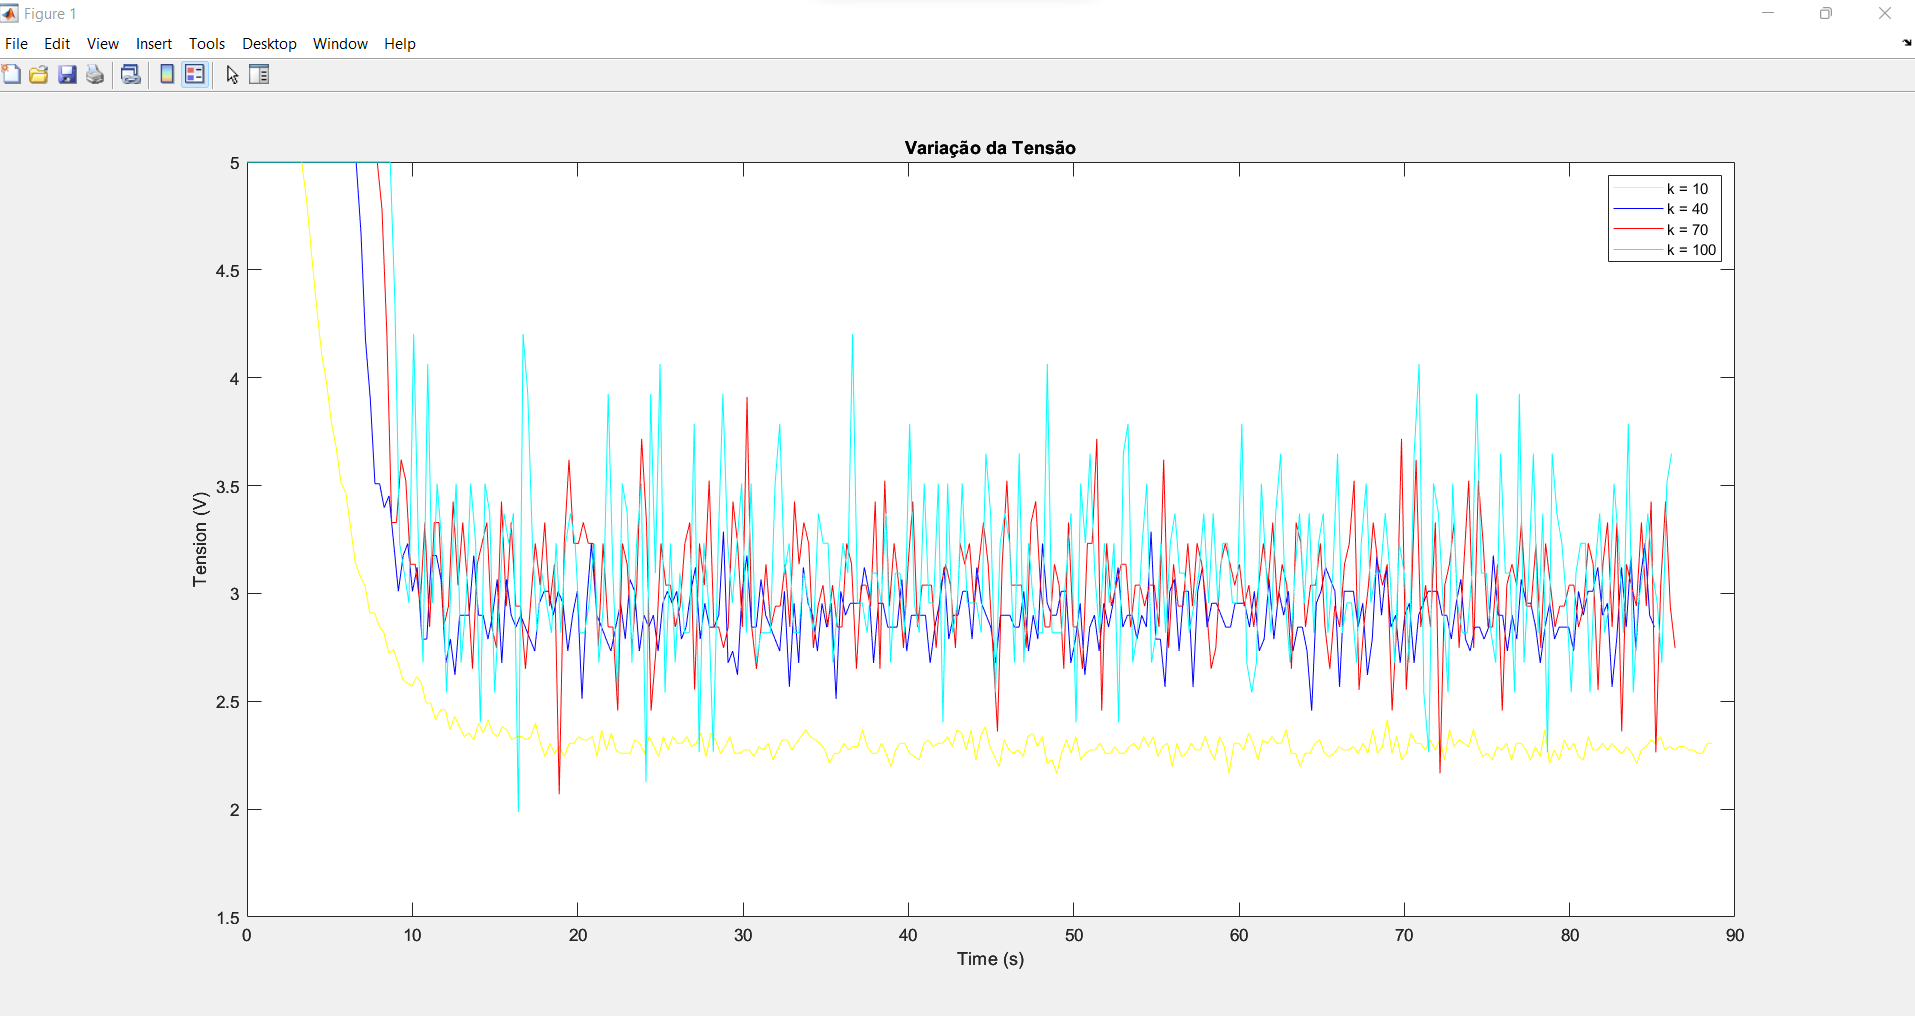 Figure 1
File Edit View Insert Tools Desktop Window Help
Variação da Tensão
5
4.5
4
3.5
3
2.5
2
1.5
Tension (V)
k = 10
k = 40
k = 70
k = 100
0 10 20 30 40 50 60 70 80 90
Time (s)